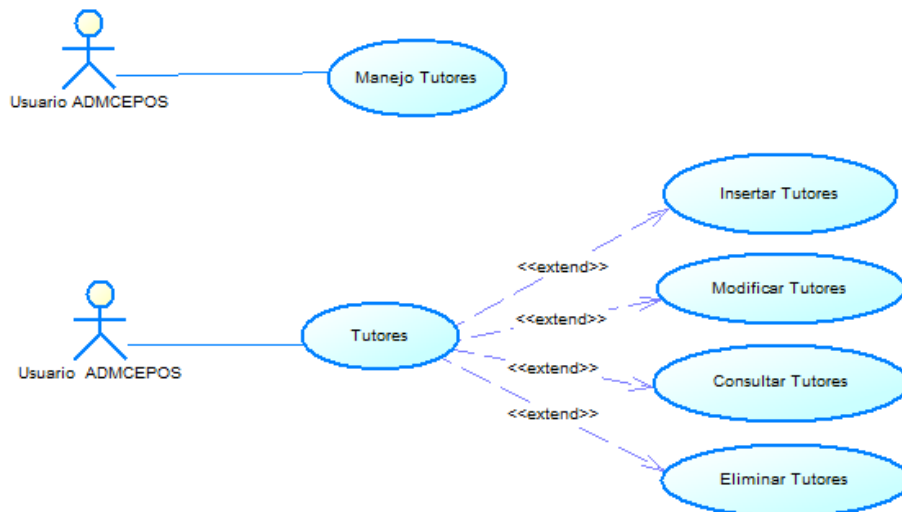 Manejo Tutores
Usuario ADMCEPOS
Insertar Tutores
<<extend>>
Modificar Tutores
<<extend>>
Tutores
Usuario ADMCEPOS
<<extend>>
Consultar Tutores
<<extend>>
Eliminar Tutores